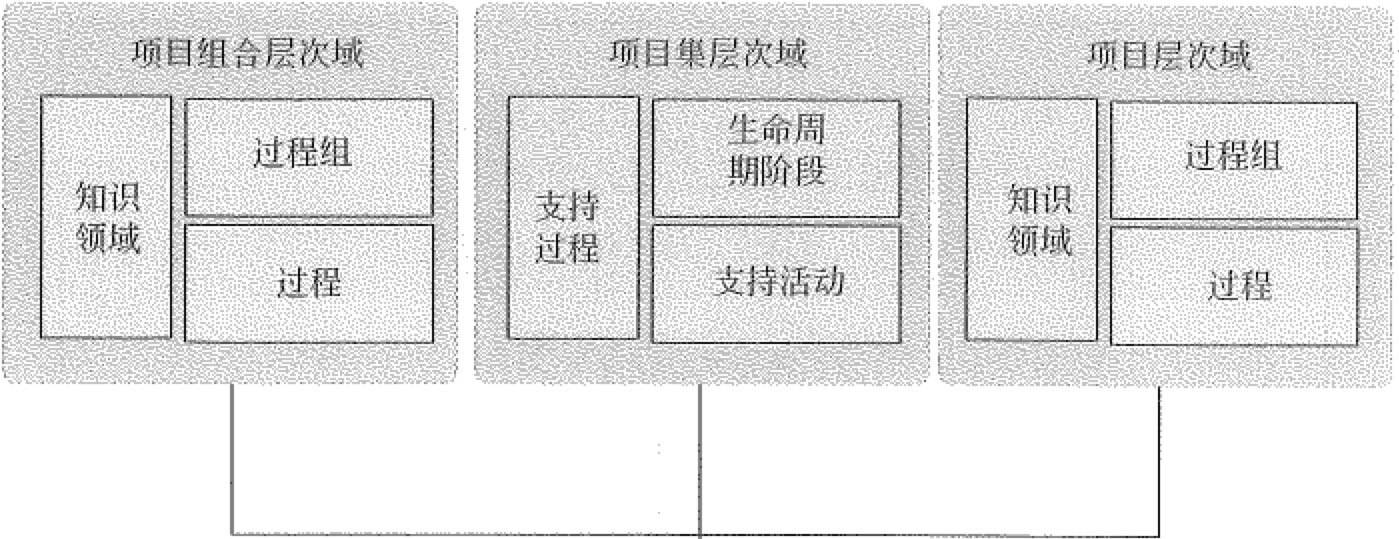 项目组合层次域
知识
领域
过程组
过程
项目集层次域
支持
过程
生命周
期阶段
支持活动
项目层次域
知识
领域
过程组
过程